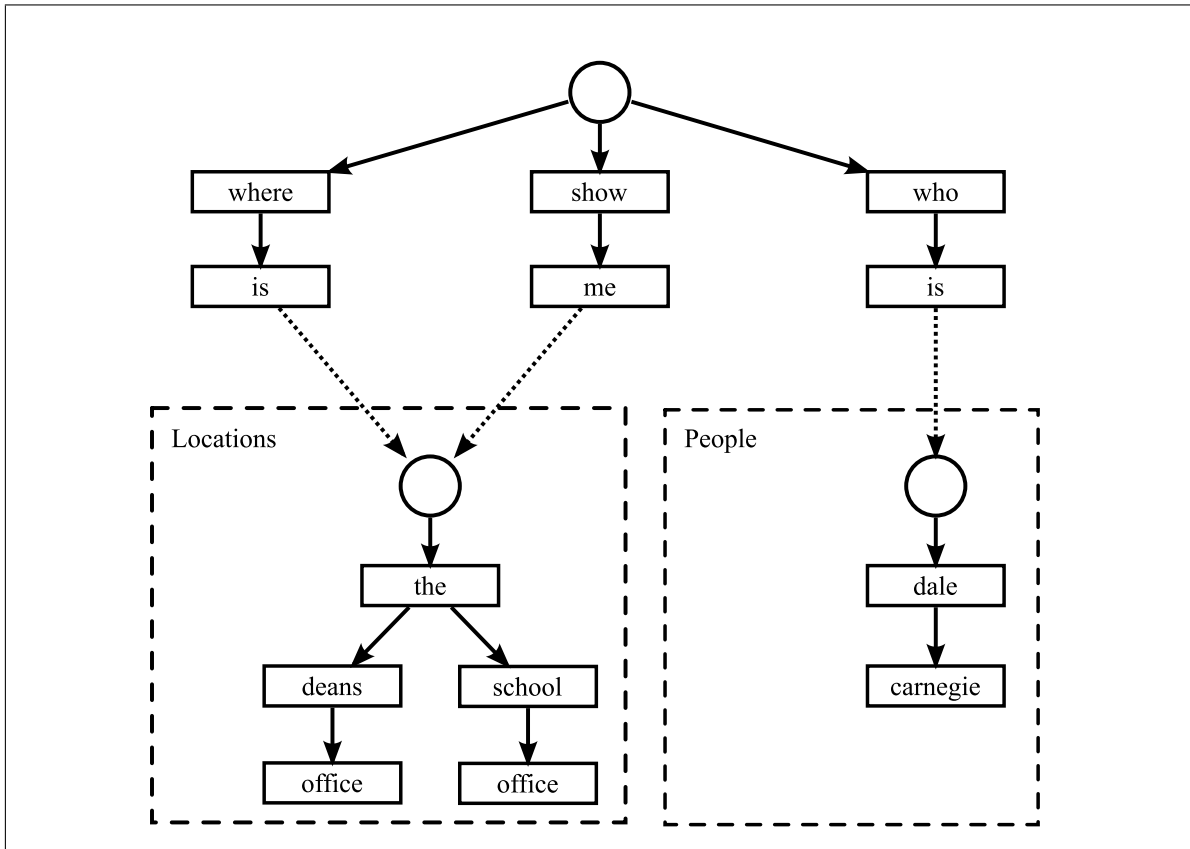 where show who
is me is
Locations People
the dale
deans school carnegie
office office